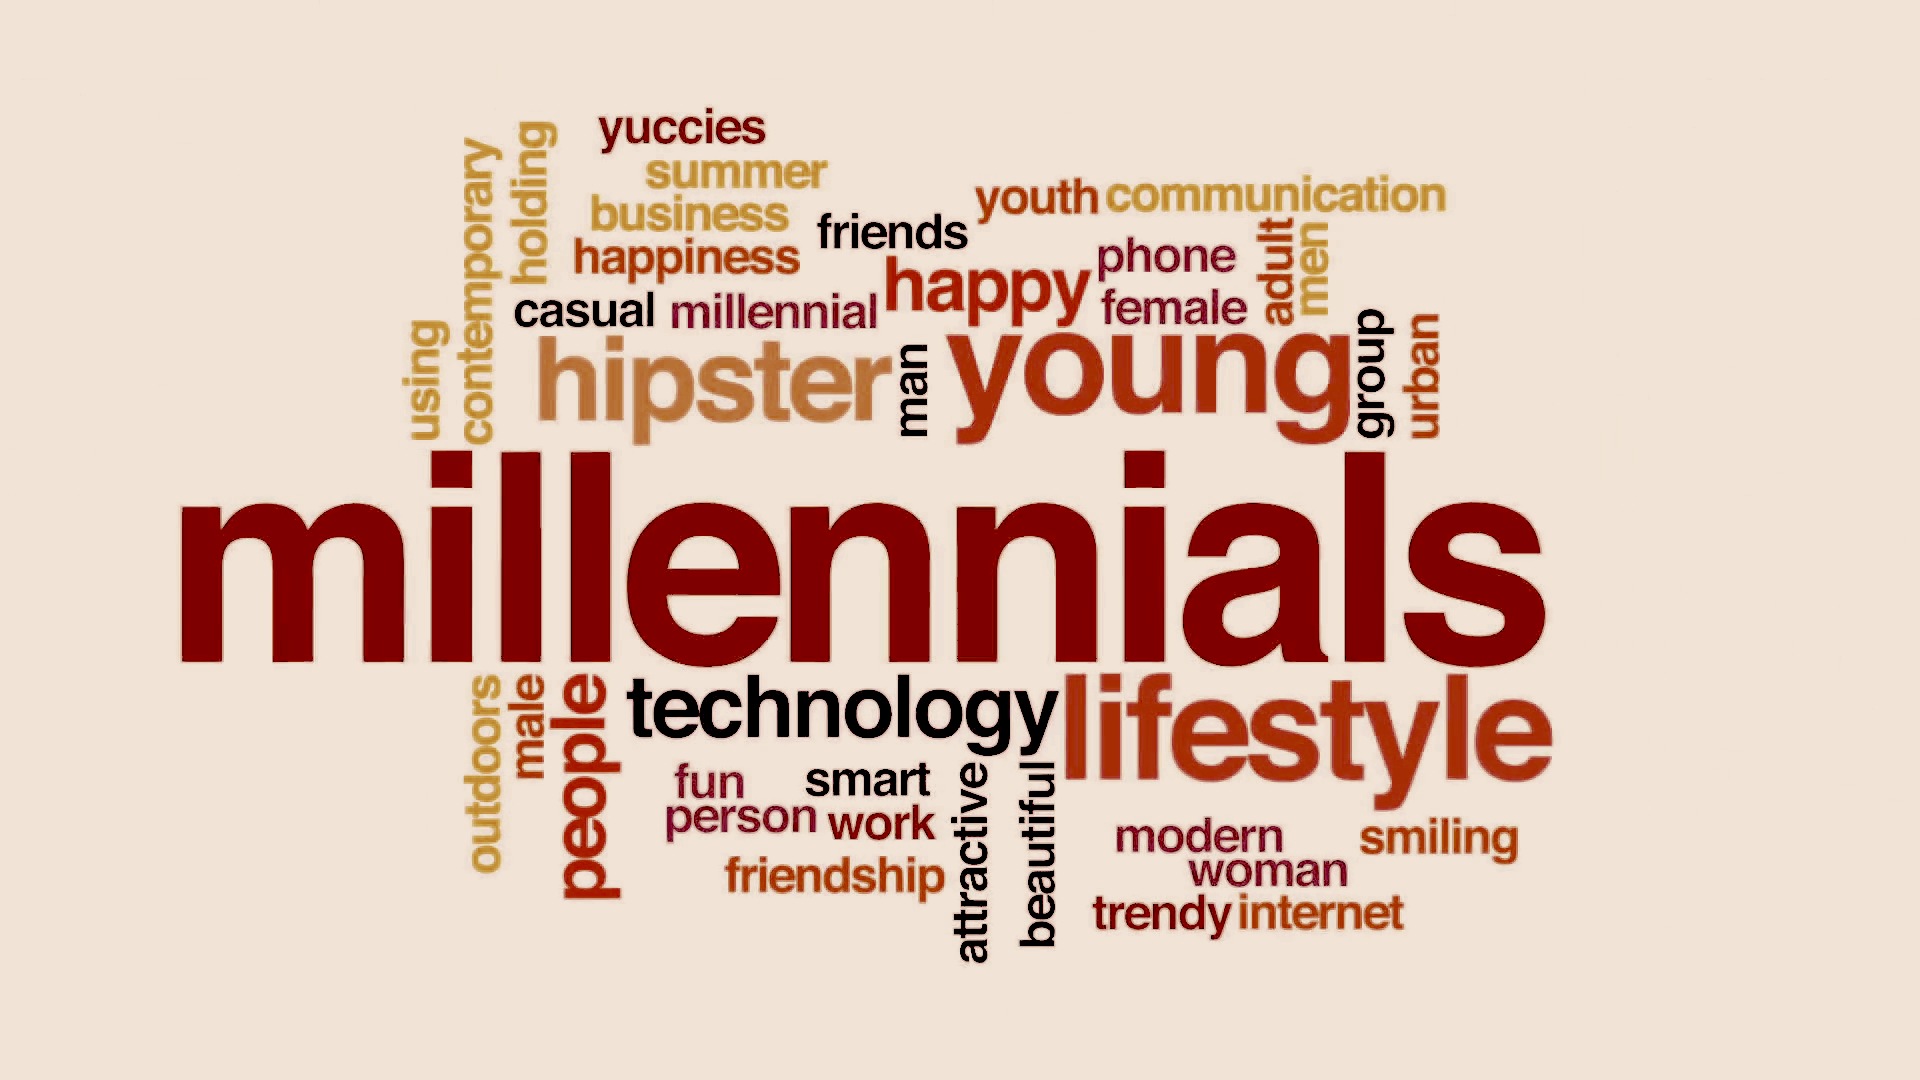 yuccies
summer
business
happiness
friends
youth
communication
holding
contemporary
using
casual
millennial
happy
phone
female
adult
men
hipster
man
young
group
urban
millennials
outdoors
male
people
technology
lifestyle
fun
smart
person
work
friendship
attractive
beautiful
modern
smiling
woman
trendy
internet